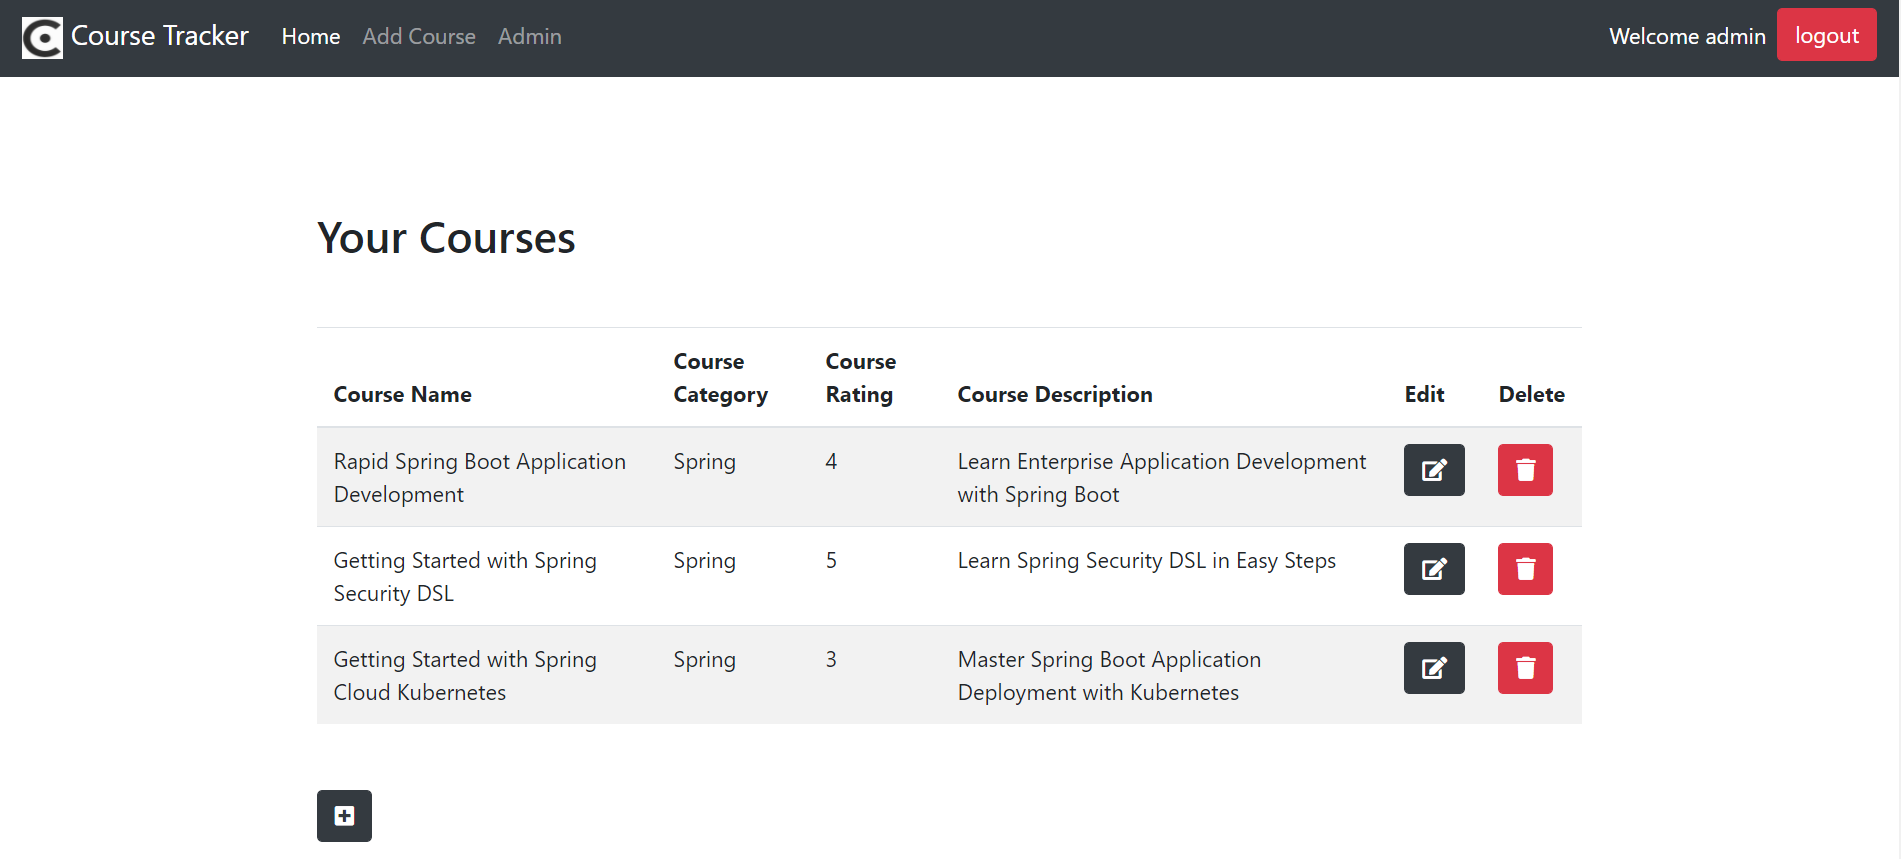 Course Tracker Home Add Course Admin Welcome admin logout
Your Courses
Course Name Course Category Course Rating Course Description Edit Delete
Rapid Spring Boot Application Development Spring 4 Learn Enterprise Application Development with Spring Boot
Getting Started with Spring Security DSL Spring 5 Learn Spring Security DSL in Easy Steps
Getting Started with Spring Cloud Kubernetes Spring 3 Master Spring Boot Application Deployment with Kubernetes